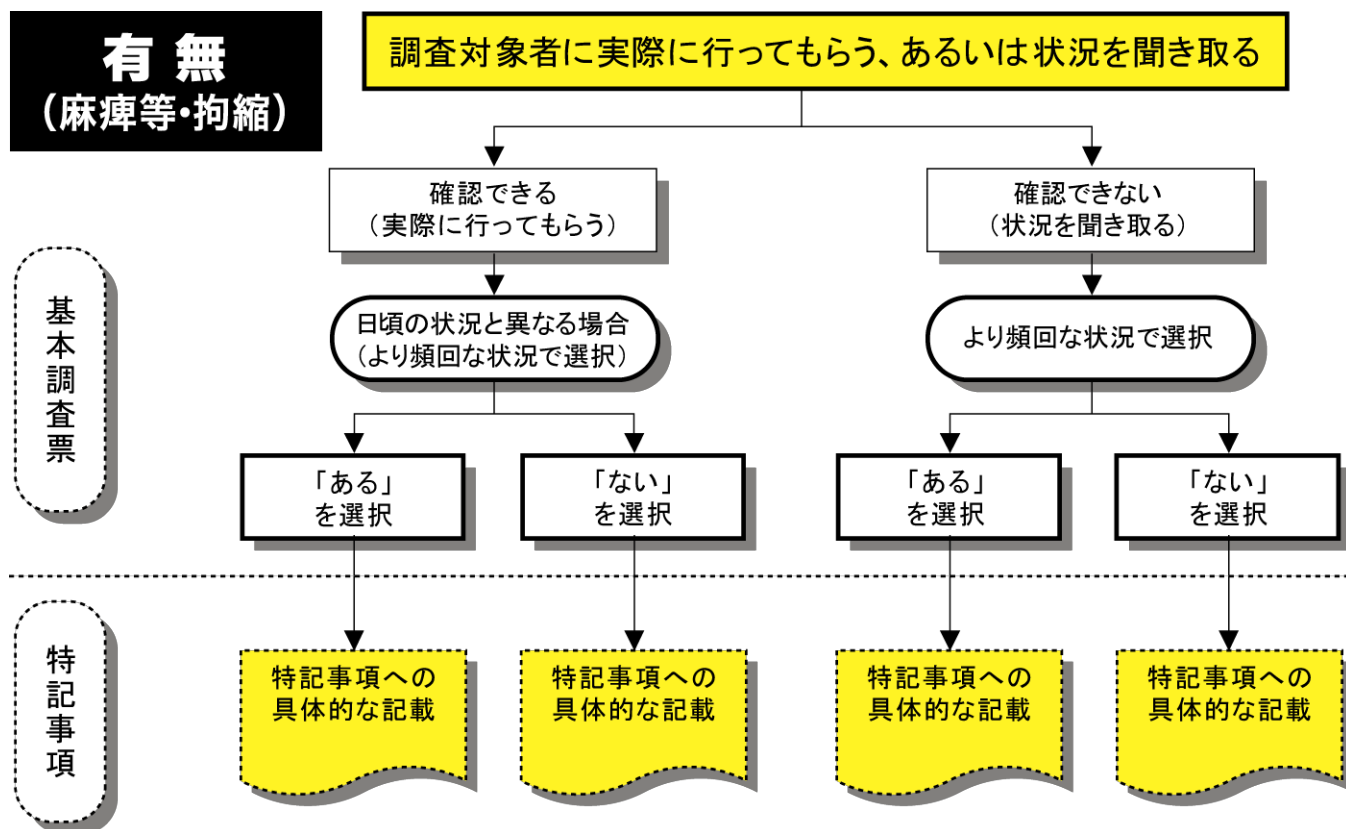 有無
（麻痺等・拘縮）
調査対象者に実際に行ってもらう、あるいは状況を聞き取る
確認できる
（実際に行ってもらう）
確認できない
（状況を聞き取る）
基本調査票
日頃の状況と異なる場合
（より頻回な状況で選択）
より頻回な状況で選択
「ある」
を選択
「ない」
を選択
「ある」
を選択
「ない」
を選択
特記事項
特記事項への
具体的な記載
特記事項への
具体的な記載
特記事項への
具体的な記載
特記事項への
具体的な記載